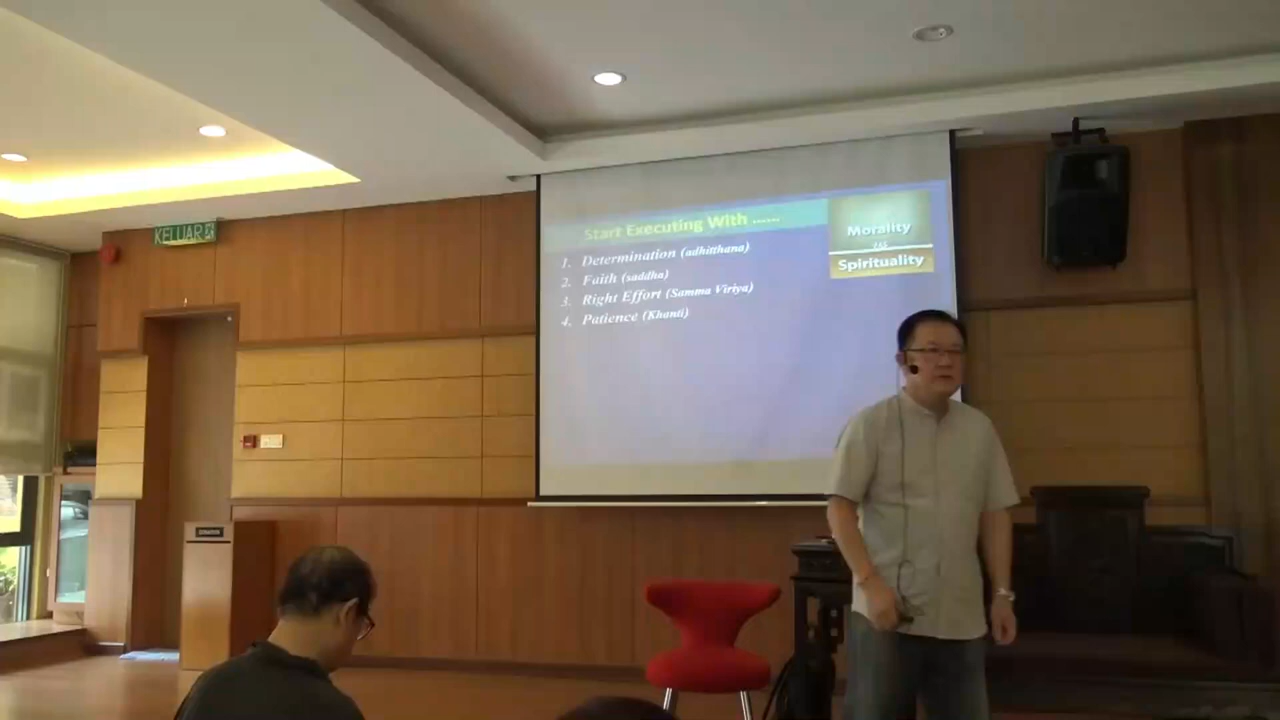 KELUAR
Start Executing With ......
1. Determination (adhitthana)
2. Faith (saddha)
3. Right Effort (Samma Viriya)
4. Patience (Khanti)
Morality
Spirituality